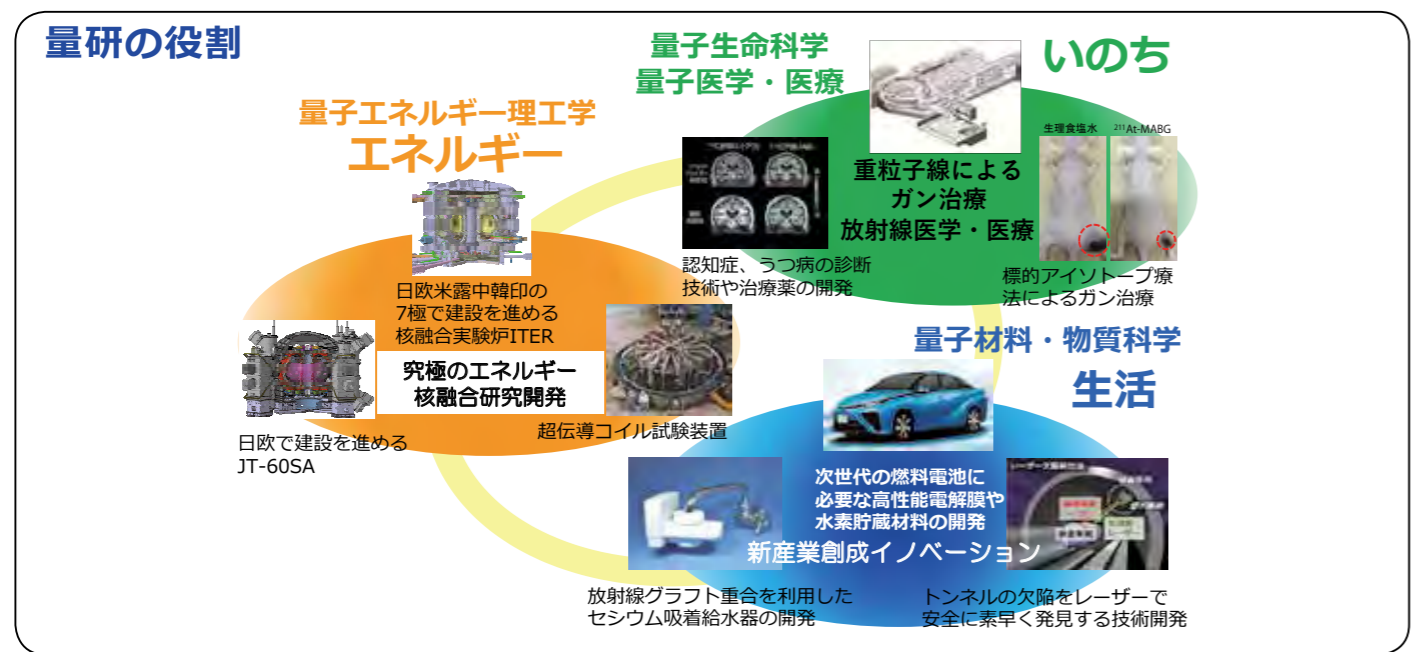 量研の役割
量子エネルギー理工学
エネルギー
日欧米露中韓印の
7極で建設を進める
核融合実験炉ITER
究極のエネルギー
核融合研究開発
超伝導コイル試験装置
日欧で建設を進める
JT-60SA
量子生命科学
量子医学・医療
いのち
重粒子線による
ガン治療
放射線医学・医療
認知症、うつ病の診断
技術や治療薬の開発
生理食塩水
²¹¹At-MABG
標的アイソトープ療
法によるガン治療
量子材料・物質科学
生活
次世代の燃料電池に
必要な高性能電解膜や
水素貯蔵材料の開発
新産業創成イノベーション
放射線グラフト重合を利用した
セシウム吸着給水器の開発
トンネルの欠陥をレーザーで
安全に素早く発見する技術開発